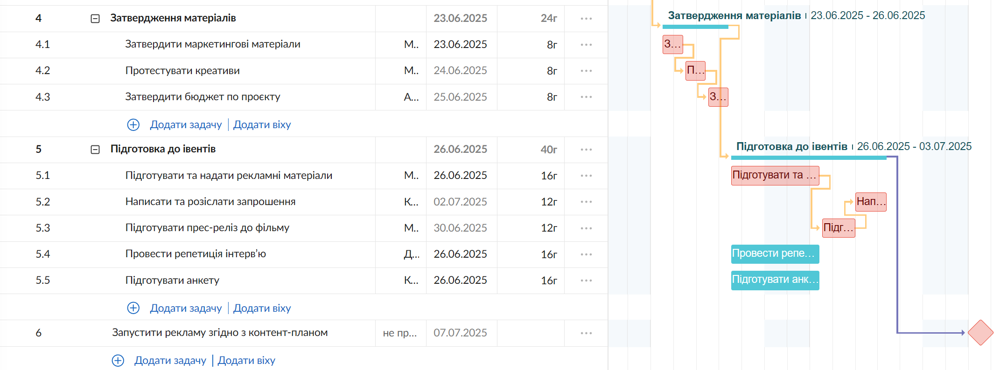 4 Затвердження матеріалів 23.06.2025 24г ... Затвердження матеріалів 23.06.2025 - 26.06.2025
4.1 Затвердити маркетингові матеріали М.. 23.06.2025 8г ... З...
4.2 Протестувати креативи М.. 24.06.2025 8г ... П...
4.3 Затвердити бюджет по проєкту А... 25.06.2025 8г ... З...
Додати задачу | Додати віху
5 Підготовка до івентів 26.06.2025 40г ... Підготовка до івентів 26.06.2025 - 03.07.2025
5.1 Підготувати та надати рекламні матеріали М.. 26.06.2025 16г ... Підготувати та ...
5.2 Написати та розіслати запрошення К... 02.07.2025 12г ... Нап...
5.3 Підготувати прес-реліз до фільму М.. 30.06.2025 12г ... Підг...
5.4 Провести репетиція інтерв’ю Д... 26.06.2025 16г ... Провести репе...
5.5 Підготувати анкету К... 26.06.2025 16г ... Підготувати анк...
Додати задачу | Додати віху
6 Запустити рекламу згідно з контент-планом не пр... 07.07.2025 ...
Додати задачу | Додати віху